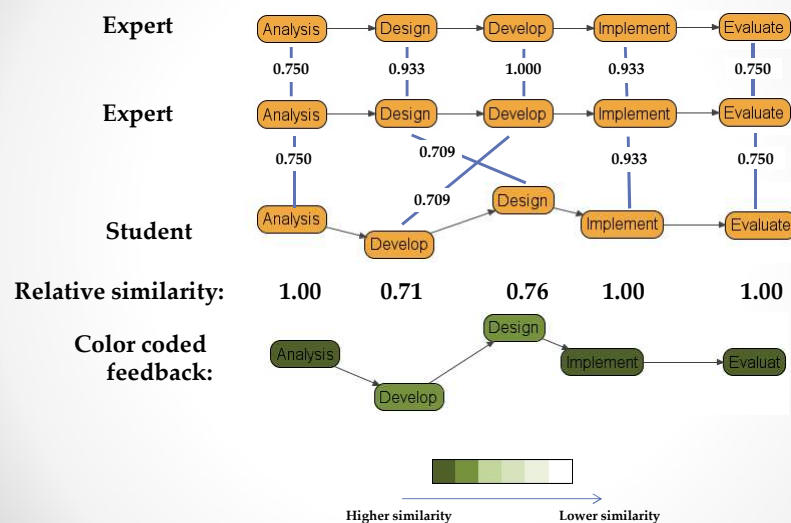 Expert Analysis Design Develop Implement Evaluate
0.750 0.933 1.000 0.933 0.750
Expert Analysis Design Develop Implement Evaluate
0.750 0.709 0.933 0.750
0.709
Design
Analysis Implement Evaluate
Student Develop
Relative similarity: 1.00 0.71 0.76 1.00 1.00
Design
Color coded Analysis Implement Evaluat
feedback: Develop
Higher similarity Lower similarity